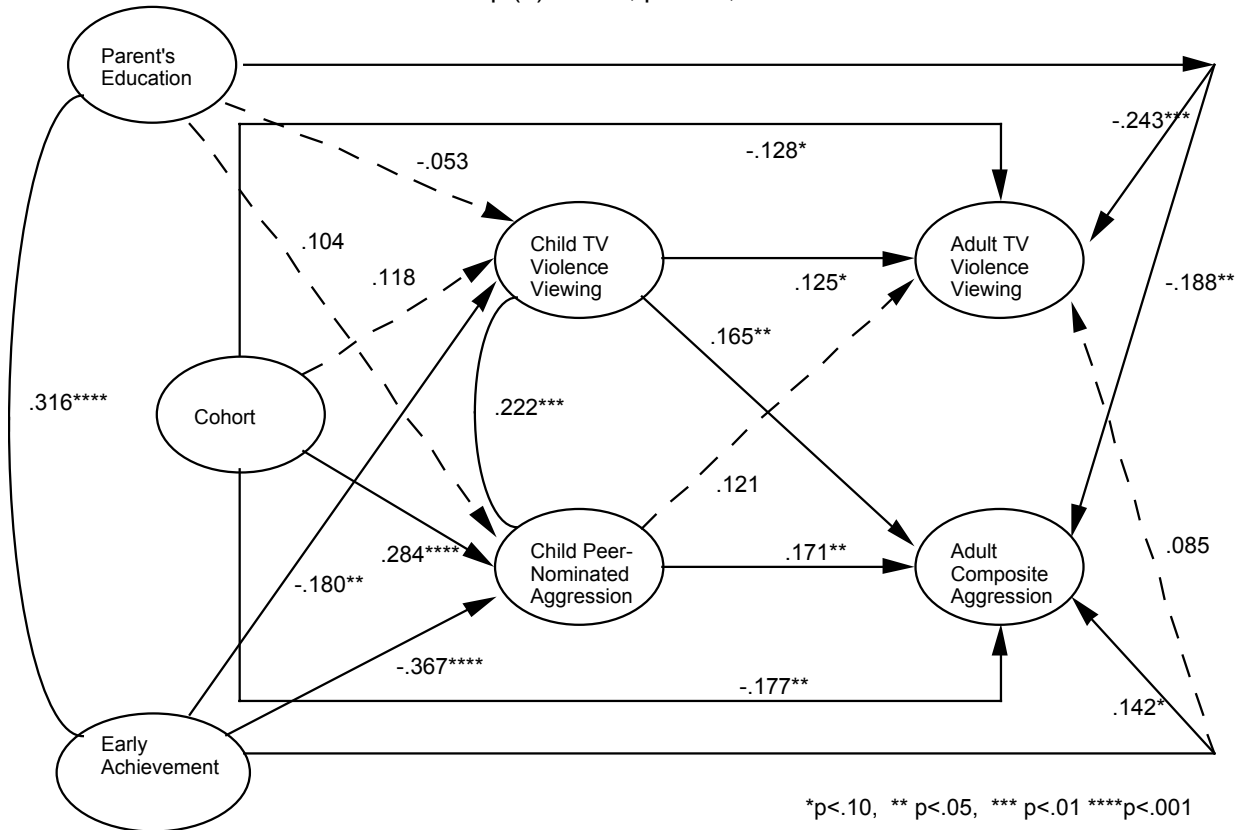 Parent's
Education
-.243***
-.128*
-.053
.104
Child TV
Violence
Viewing
Adult TV
Violence
Viewing
.118
.125*
-.188**
.165**
.316****
Cohort
.222***
.121
.284****
Child Peer-
Nominated
Aggression
.171**
Adult
Composite
Aggression
.085
-.180**
-.367****
-.177**
.142*
Early
Achievement
*p<.10, ** p<.05, *** p<.01 ****p<.001